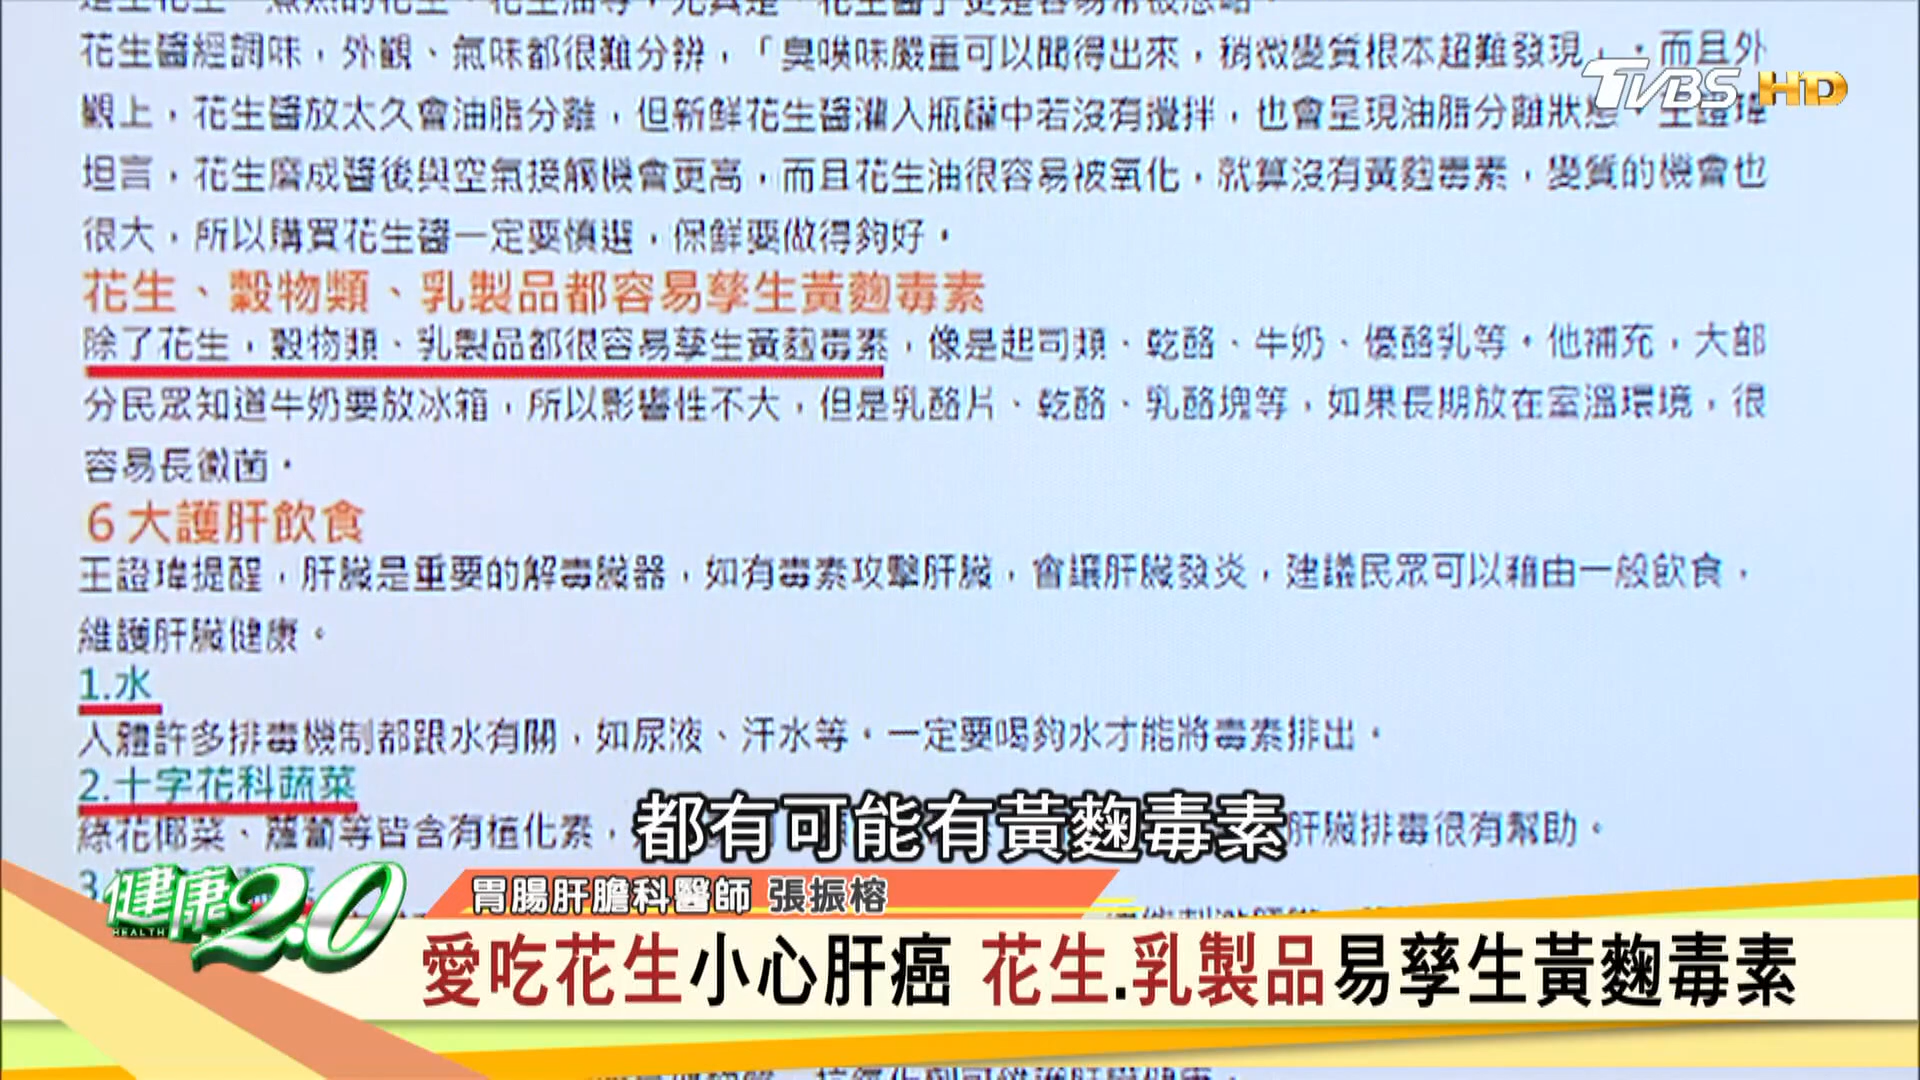 花生醬經調味，外觀、氣味都很難分辨，「臭哄味嚴重可以聞得出來，稍微變質根本超難發現」。而且外
觀上，花生醬放太久會油脂分離，但新鮮花生醬灌入瓶罐中若沒有攪拌，也會呈現油脂分離狀態。王證瑋
TVBS HD
坦言，花生磨成醬後與空氣接觸機會更高，而且花生油很容易被氧化，就算沒有黃麴毒素，變質的機會也
很大，所以購買花生醬一定要慎選，保鮮要做得夠好。
花生、穀物類、乳製品都容易孳生黃麴毒素
除了花生，穀物類、乳製品都很容易孳生黃麴毒素，像是起司類、乾酪、牛奶、優酪乳等。他補充，大部
分民眾知道牛奶要放冰箱，所以影響性不大，但是乳酪片、乾酪、乳酪塊等，如果長期放在室溫環境，很
容易長黴菌。
6大護肝飲食
王證瑋提醒，肝臟是重要的解毒臟器，如有毒素攻擊肝臟，會讓肝臟發炎，建議民眾可以藉由一般飲食，
維護肝臟健康。
1.水
人體許多排毒機制都跟水有關，如尿液、汗水等。一定要喝夠水才能將毒素排出。
2.十字花科蔬菜
綠花椰菜、蘿蔔等皆含有植化素，
肝臟排毒很有幫助。
都有可能有黃麴毒素
3.
健康2.0
HEALTH
胃腸肝膽科醫師 張振榕
愛吃花生小心肝癌 花生.乳製品易孳生黃麴毒素